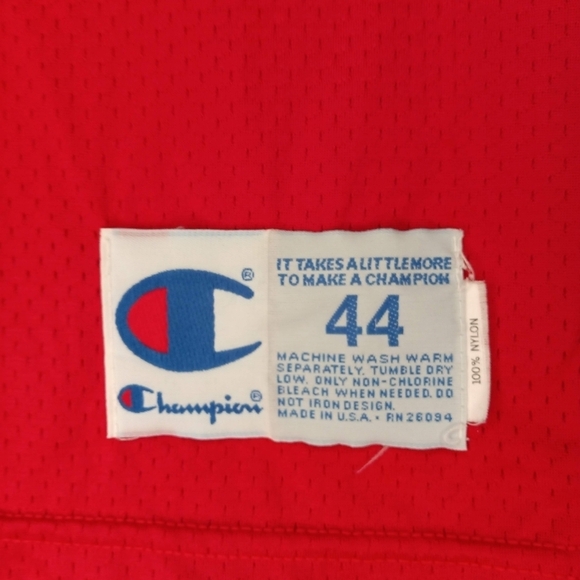 ®
Champion®
IT TAKES A LITTLE MORE
TO MAKE A CHAMPION
44
MACHINE WASH WARM
SEPARATELY. TUMBLE DRY
LOW. ONLY NON-CHLORINE
BLEACH WHEN NEEDED. DO
NOT IRON DESIGN.
MADE IN U.S.A. • RN 26094
100% NYLON